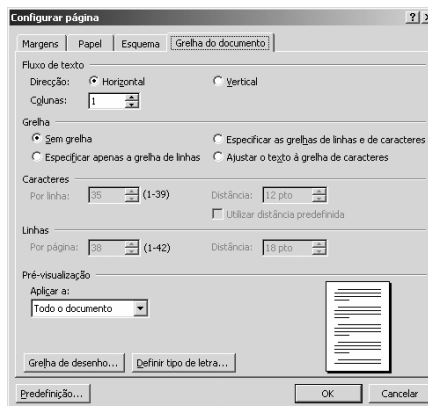 Configurar página
Margens Papel Esquema Grelha do documento
Fluxo de texto
Direcção: Horizontal Vertical
Colunas: 1
Grelha
Sem grelha Especificar as grelhas de linhas e de caracteres
Especificar apenas a grelha de linhas Ajustar o texto à grelha de caracteres
Caracteres
Por linha: 35 (1-39) Distância: 12 pto
Utilizar distância predefinida
Linhas
Por página: 38 (1-42) Distância: 18 pto
Pré-visualização
Aplicar a:
Todo o documento
Grelha de desenho... Definir tipo de letra...
Predefinição... OK Cancelar